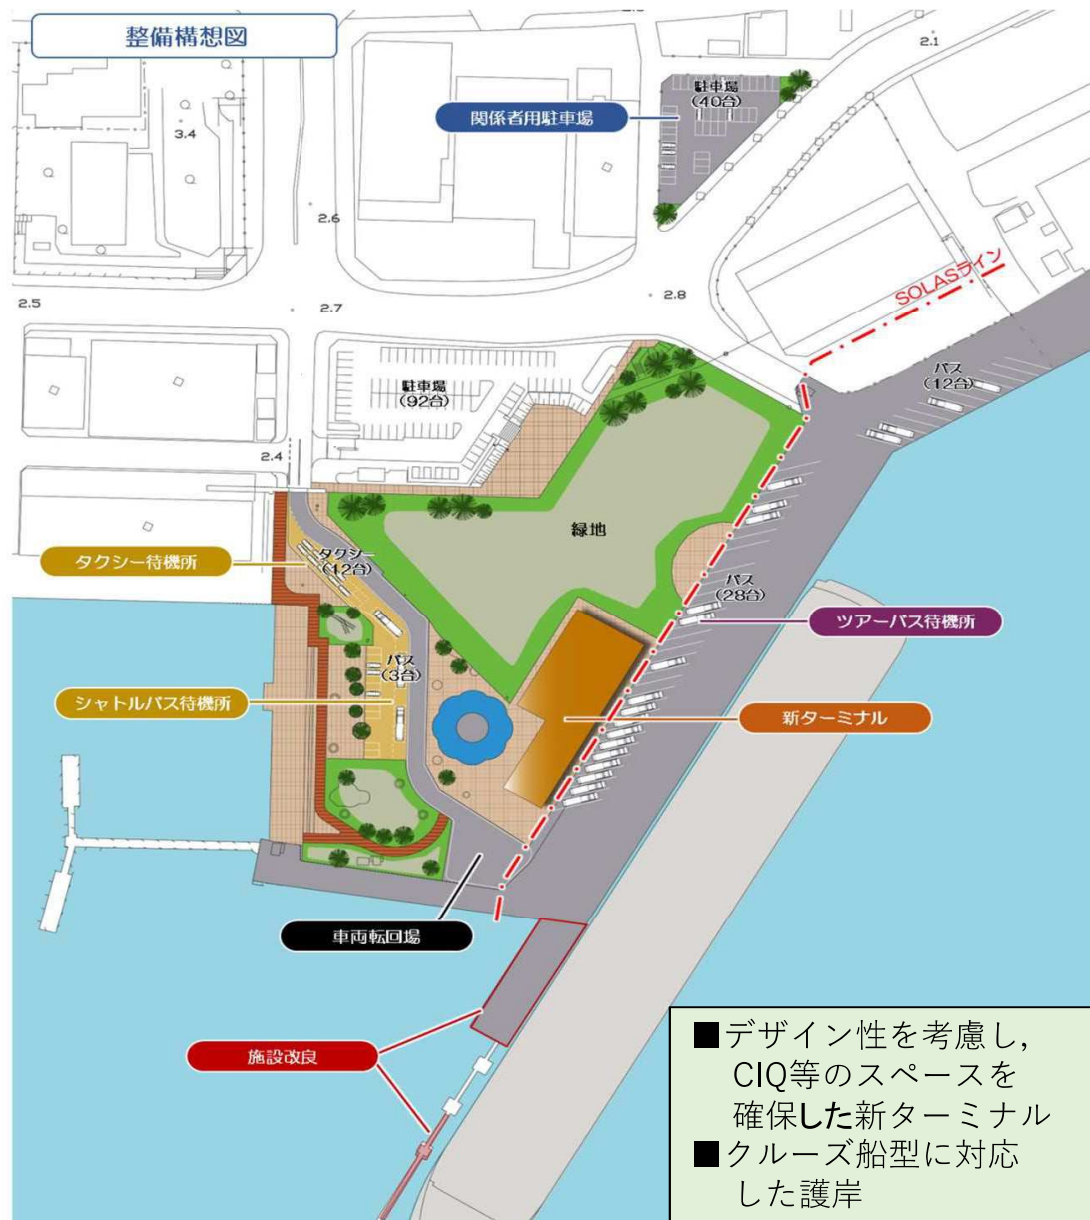 整備構想図
2.1
駐車場
(40台)
関係者用駐車場
3.4
2.6
SOLASライン
2.5
2.7
2.8
バス
(12台)
駐車場
(92台)
2.4
緑地
タクシー
(12台)
タクシー待機所
バス
(28台)
ツアーバス待機所
バス
(3台)
シャトルバス待機所
新ターミナル
車両転回場
施設改良
■デザイン性を考慮し,
CIQ等のスペースを
確保した新ターミナル
■クルーズ船型に対応
した護岸